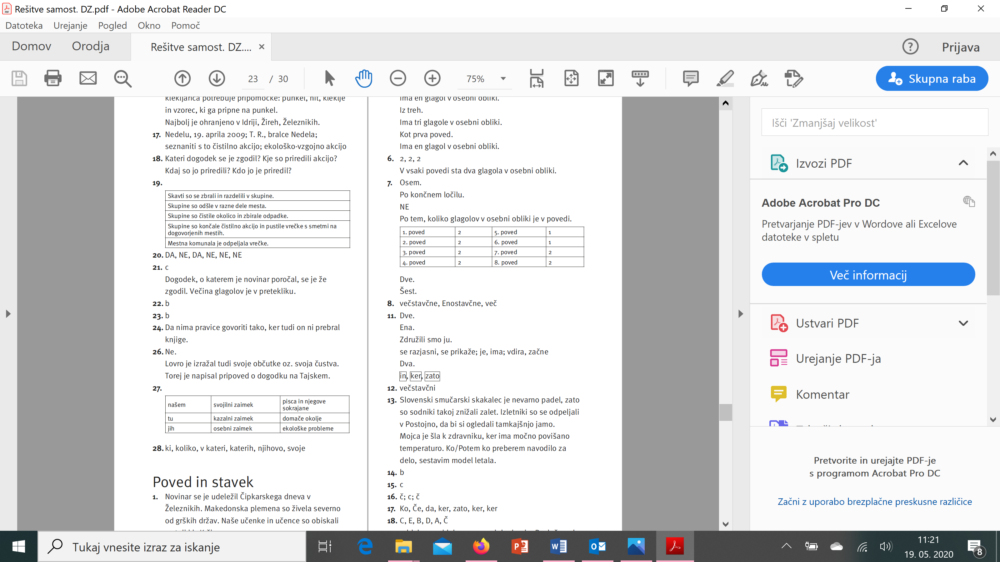 Rešitve samost. DZ.pdf - Adobe Acrobat Reader DC
Datoteka Urejanje Pogled Okno Pomoč
Domov Orodja Rešitve samost. DZ.... × Prijava
23 / 30 75% Skupna raba
klekljarica potrebuje pripomočke: punkel, nit, kleklje
in vzorec, ki ga pripne na punkel.
Najbolj je ohranjeno v Idriji, Žireh, Železnikih.
17. Nedelu, 19. aprila 2009; T. R., bralce Nedela;
seznaniti s to čistilno akcijo; ekološko-vzgojno akcijo
18. Kateri dogodek se je zgodil? Kje so priredili akcijo?
Kdaj so jo priredili? Kdo jo je priredil?
19.
Skavti so se zbrali in razdelili v skupine.
Skupine so odšle v razne dele mesta.
Skupine so čistile okolico in zbirale odpadke.
Skupine so končale čistilno akcijo in pustile vrečke s smetmi na
dogovorjenih mestih.
Mestna komunala je odpeljala vrečke.
20. DA, NE, DA, NE, NE, NE
21. c
Dogodek, o katerem je novinar poročal, se je že
zgodil. Večina glagolov je v pretekliku.
22. b
23. b
24. Da nima pravice govoriti tako, ker tudi on ni prebral
knjige.
26. Ne.
Lovro je izražal tudi svoje občutke oz. svoja čustva.
Torej je napisal pripoved o dogodku na Tajskem.
27.
našem svojilni zaimek pisca in njegove
sokrajane
tu kazalni zaimek domače okolje
jih osebni zaimek ekološke probleme
28. ki, koliko, v kateri, katerih, njihovo, svoje
Poved in stavek
1. Novinar se je udeležil Čipkarskega dneva v
Železnikih. Makedonska plemena so živela severno
od grških držav. Naše učenke in učence so obiskali
Ima en glagol v osebni obliki.
Iz treh.
Ima tri glagole v osebni obliki.
Kot prva poved.
Ima en glagol v osebni obliki.
6. 2, 2, 2
V vsaki povedi sta dva glagola v osebni obliki.
7. Osem.
Po končnem ločilu.
NE
Po tem, koliko glagolov v osebni obliki je v povedi.
1. poved 2 5. poved 1
2. poved 2 6. poved 1
3. poved 2 7. poved 2
4. poved 2 8. poved 2
Dve.
Šest.
8. večstavčne, Enostavčne, več
11. Dve.
Ena.
Združili smo ju.
se razjasni, se prikaže; je, ima; vdira, začne
Dva.
in, ker, zato
12. večstavčni
13. Slovenski smučarski skakalec je nevarno padel, zato
so sodniki takoj znižali zalet. Izletniki so se odpeljali
v Postojno, da bi si ogledali tamkajšnjo jamo.
Mojca je šla k zdravniku, ker ima močno povišano
temperaturo. Ko/Potem ko preberem navodilo za
delo, sestavim model letala.
14. b
15. c
16. č; c; č
17. Ko, Če, da, ker, zato, ker, ker
18. C, E, B, D, A, Č
Išči 'Zmanjšaj velikost'
Izvozi PDF
Adobe Acrobat Pro DC
Pretvarjanje PDF-jev v Wordove ali Excelove
datoteke v spletu
Več informacij
Ustvari PDF
Urejanje PDF-ja
Komentar
Pretvorite in urejajte PDF-je
s programom Acrobat Pro DC
Začni z uporabo brezplačne preskusne različice
Tukaj vnesite izraz za iskanje
11:21
19. 05. 2020
8